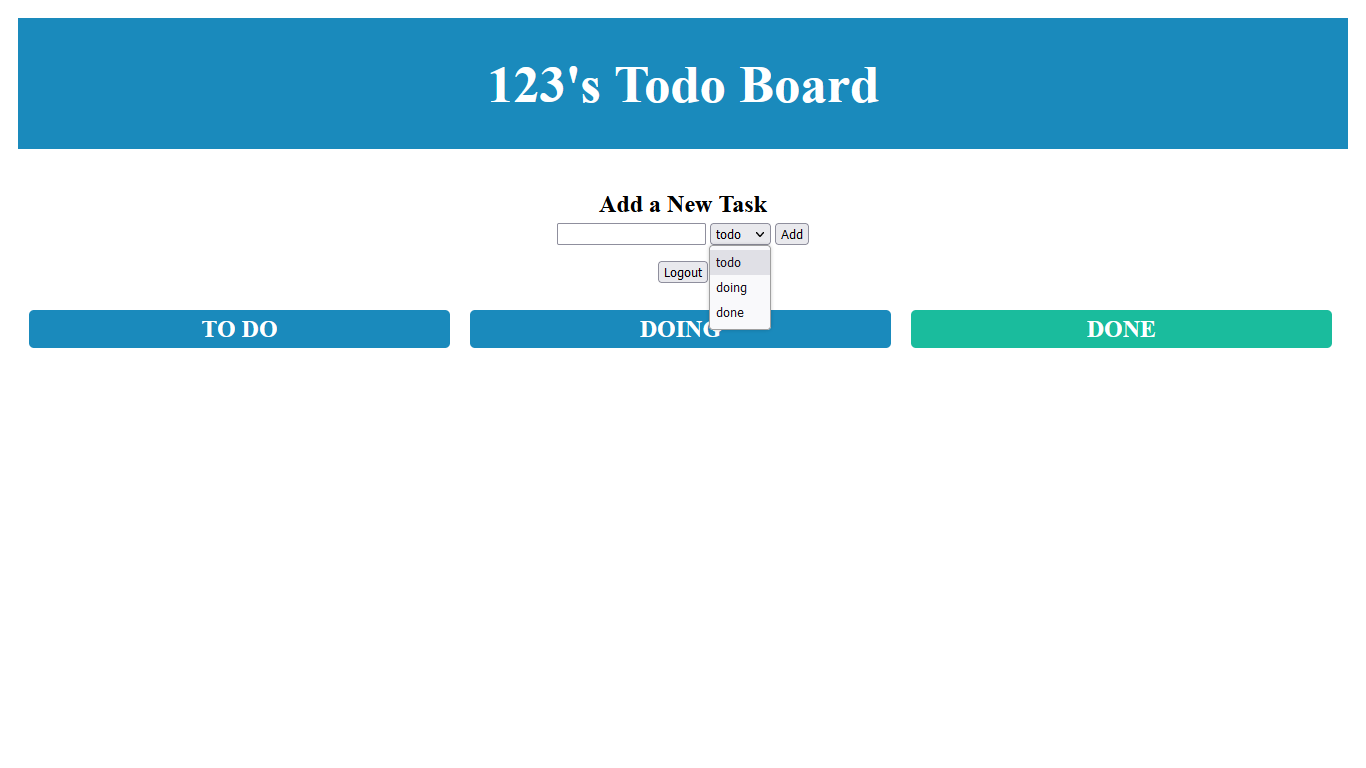 123's Todo Board
Add a New Task
todo Add
todo
Logout
doing
done
TO DO DOING DONE